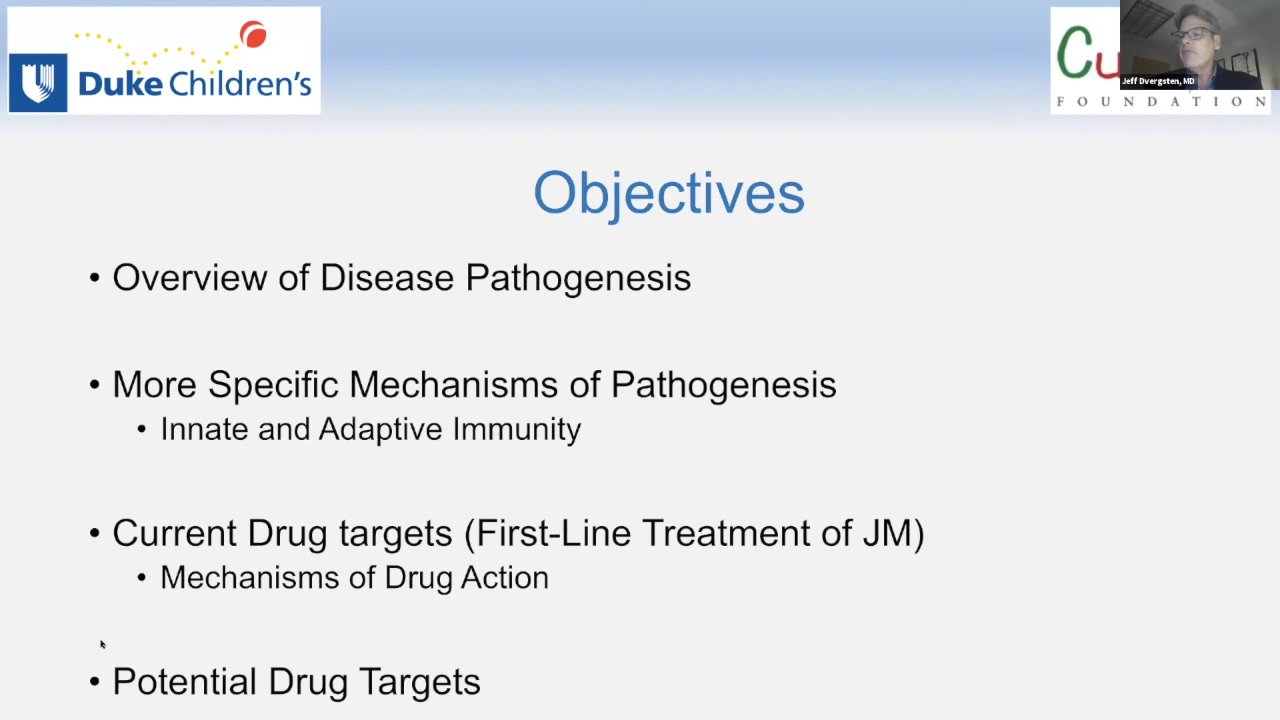 Duke Children's
Cu
FOUNDATION
Jeff Dvergsten, MD
Objectives
• Overview of Disease Pathogenesis
• More Specific Mechanisms of Pathogenesis
• Innate and Adaptive Immunity
• Current Drug targets (First-Line Treatment of JM)
• Mechanisms of Drug Action
• Potential Drug Targets